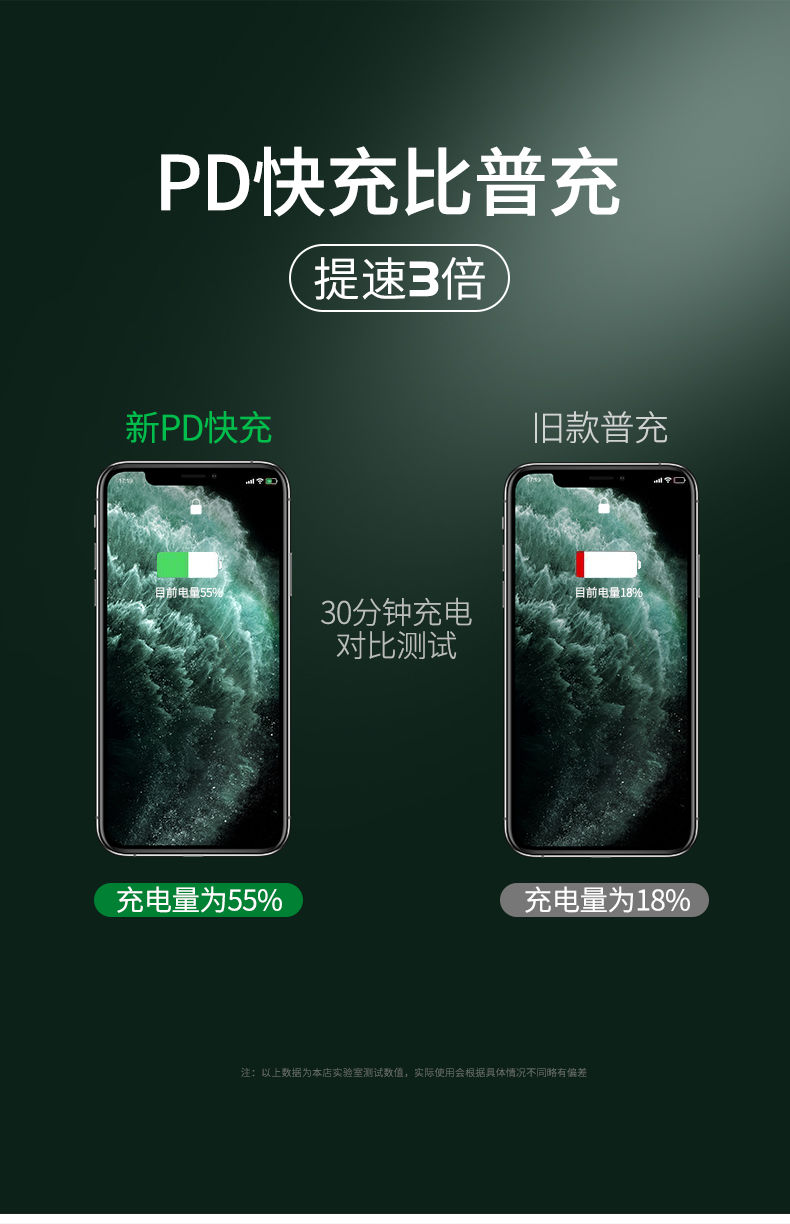 PD快充比普充
提速3倍
新PD快充
旧款普充
17:19
17:19
目前电量55%
目前电量18%
30分钟充电
对比测试
充电量为55%
充电量为18%
注：以上数据为本店实验室测试数值，实际使用会根据具体情况不同略有偏差